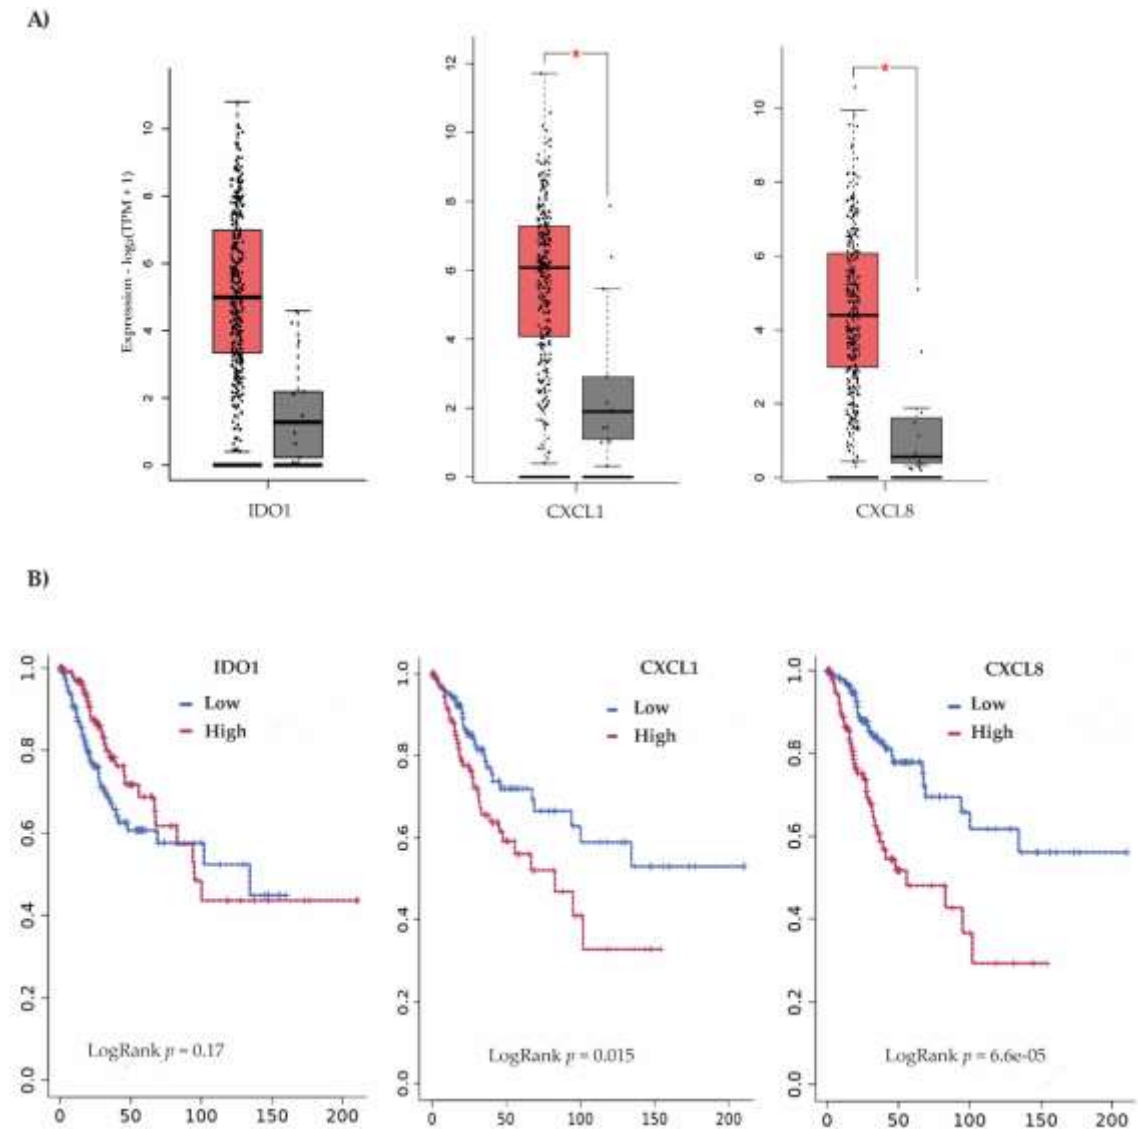 A)
*
*
Expression - log₂(TPM + 1)
0 2 4 6 8 10
0 2 4 6 8 10 12
0 2 4 6 8 10
IDO1 CXCL1 CXCL8
B)
IDO1 CXCL1 CXCL8
Low Low Low
High High High
0.0 0.2 0.4 0.6 0.8 1.0
0.0 0.2 0.4 0.6 0.8 1.0
0.0 0.2 0.4 0.6 0.8 1.0
LogRank p = 0.17 LogRank p = 0.015 LogRank p = 6.6e-05
0 50 100 150 200 0 50 100 150 200 0 50 100 150 200